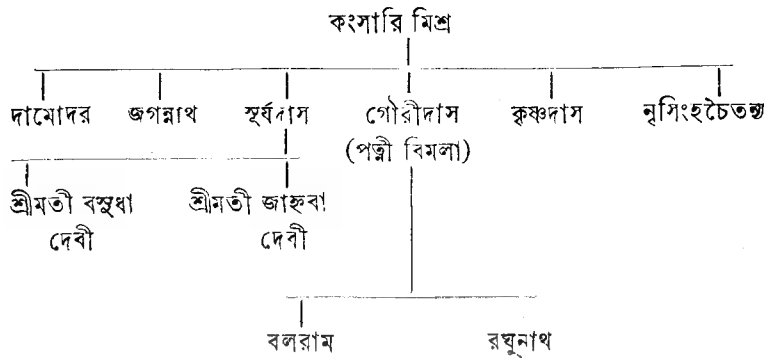 কংসারি মিশ্র
দামোদর জগন্নাথ সূর্যদাস গৌরীদাস কৃষ্ণদাস নৃসিংহচৈতন্য
(পত্নী বিমলা)
শ্রীমতী বসুধা শ্রীমতী জাহ্নবা
দেবী দেবী
বলরাম রঘুনাথ